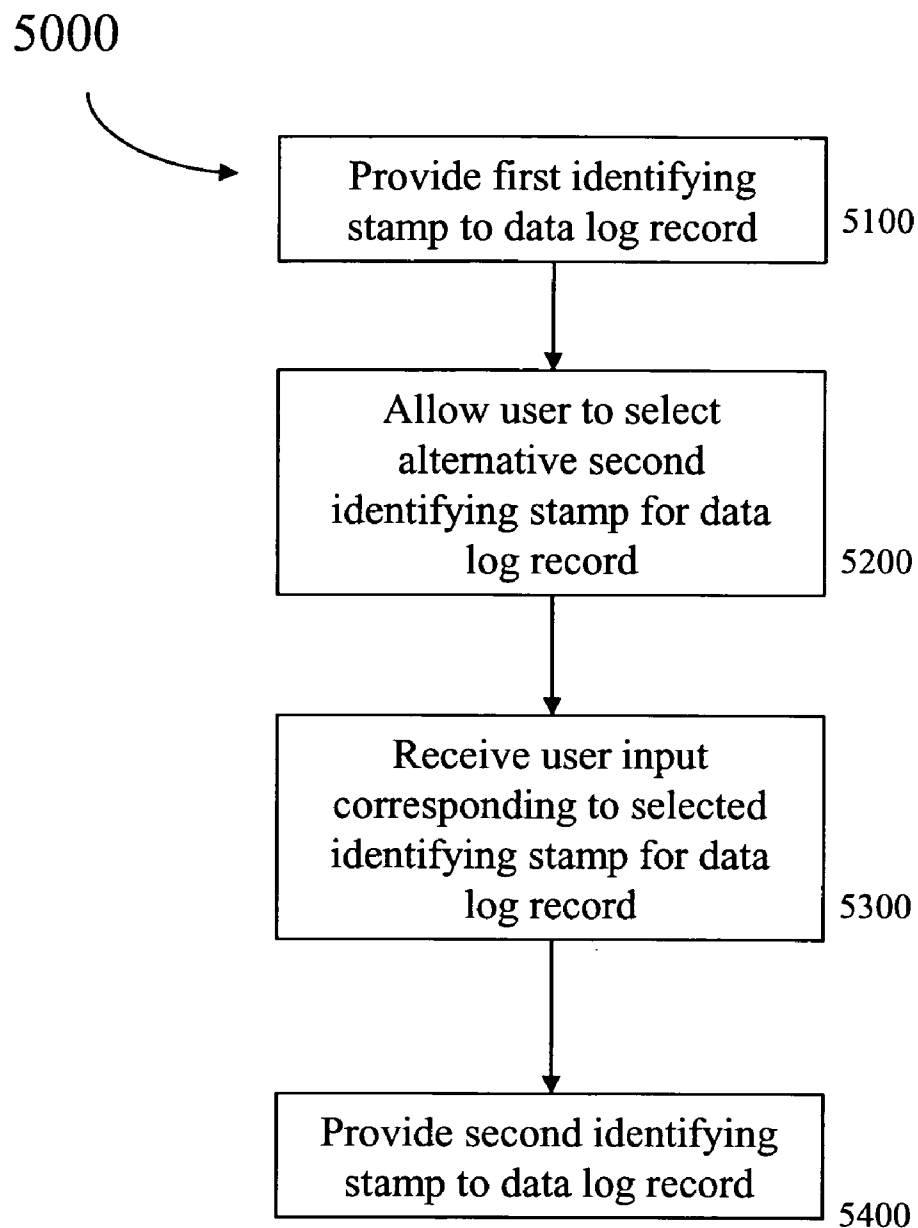 5000
Provide first identifying
stamp to data log record
5100
Allow user to select
alternative second
identifying stamp for data
log record
5200
Receive user input
corresponding to selected
identifying stamp for data
log record
5300
Provide second identifying
stamp to data log record
5400